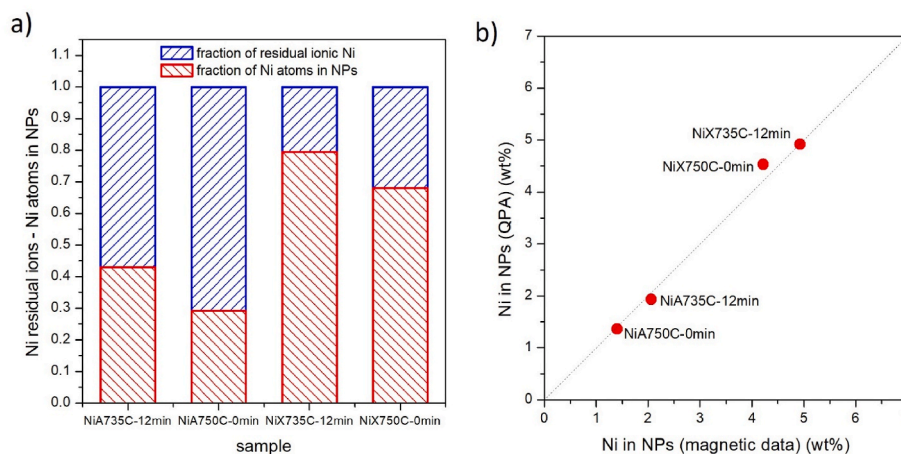 a)
fraction of residual ionic Ni
fraction of Ni atoms in NPs
Ni residual ions - Ni atoms in NPs
1.1
1.0
0.9
0.8
0.7
0.6
0.5
0.4
0.3
0.2
0.1
0.0
NiA735C-12min NiA750C-0min NiX735C-12min NiX750C-0min
sample
b)
Ni in NPs (QPA) (wt%)
7
6
5
4
3
2
1
0
NiX735C-12min
NiX750C-0min
NiA735C-12min
NiA750C-0min
0 1 2 3 4 5 6
Ni in NPs (magnetic data) (wt%)